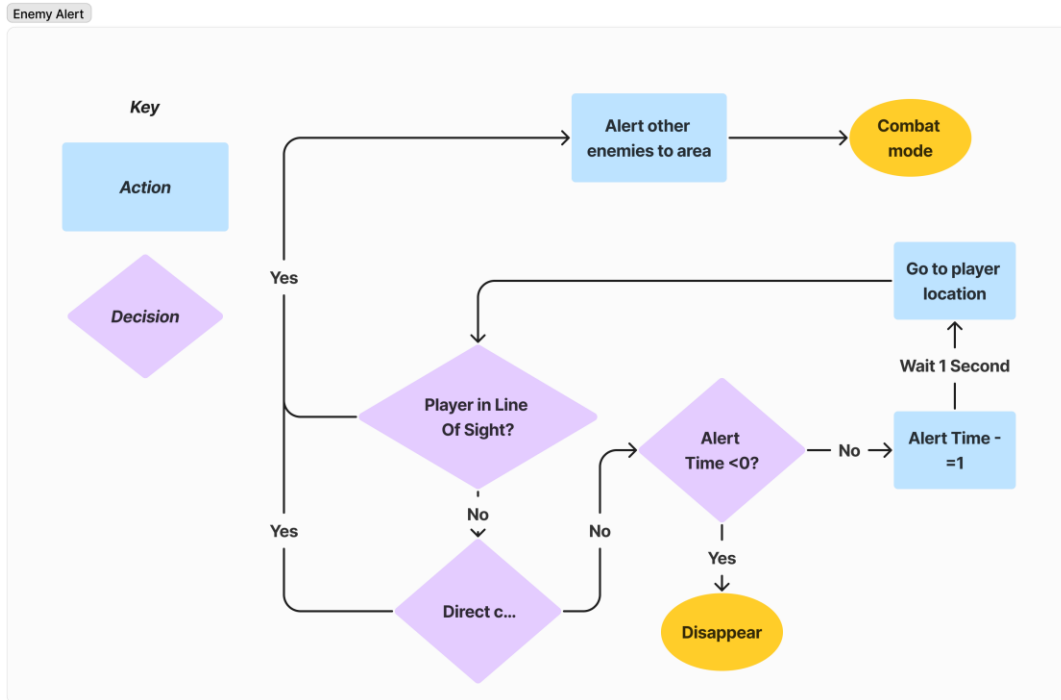 Enemy Alert
Key
Action
Decision
Alert other
enemies to area
Combat
mode
Yes
Go to player
location
Wait 1 Second
Player in Line
Of Sight?
Alert
Time <0?
No
Alert Time -
=1
No
Yes
No
Yes
Direct c...
Disappear